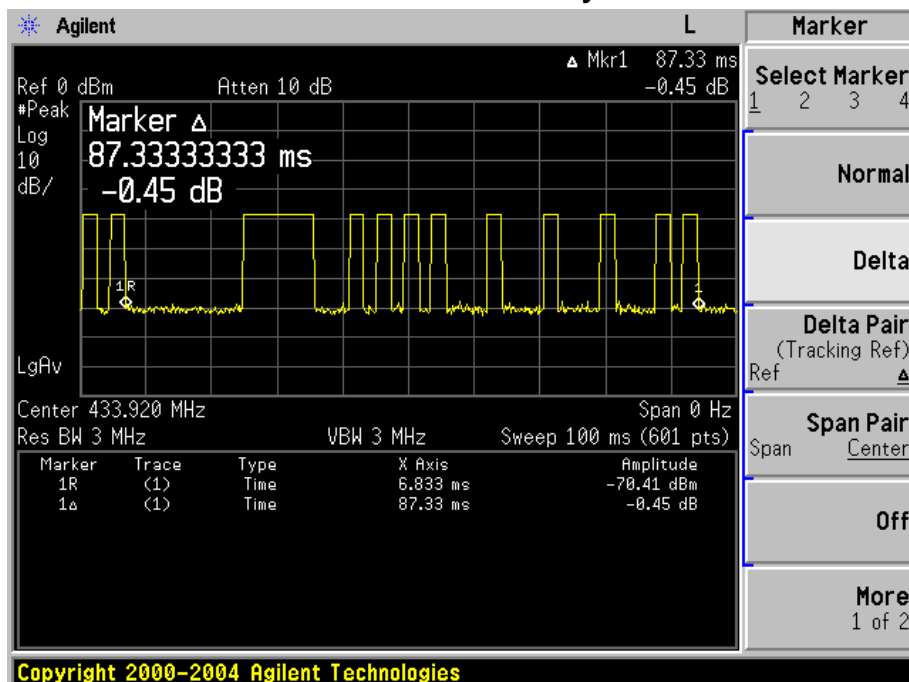 Agilent L Marker
Δ Mkr1 87.33 ms
Ref 0 dBm Atten 10 dB -0.45 dB
#Peak
Log
10
dB/
Marker Δ
87.33333333 ms
-0.45 dB
1R
1
LgAv
Center 433.920 MHz Span 0 Hz
Res BW 3 MHz VBW 3 MHz Sweep 100 ms (601 pts)
Marker Trace Type X Axis Amplitude
1R (1) Time 6.833 ms -70.41 dBm
1Δ (1) Time 87.33 ms -0.45 dB
Select Marker
1 2 3 4
Normal
Delta
Delta Pair
(Tracking Ref)
Ref Δ
Span Pair
Span Center
Off
More
1 of 2
Copyright 2000-2004 Agilent Technologies